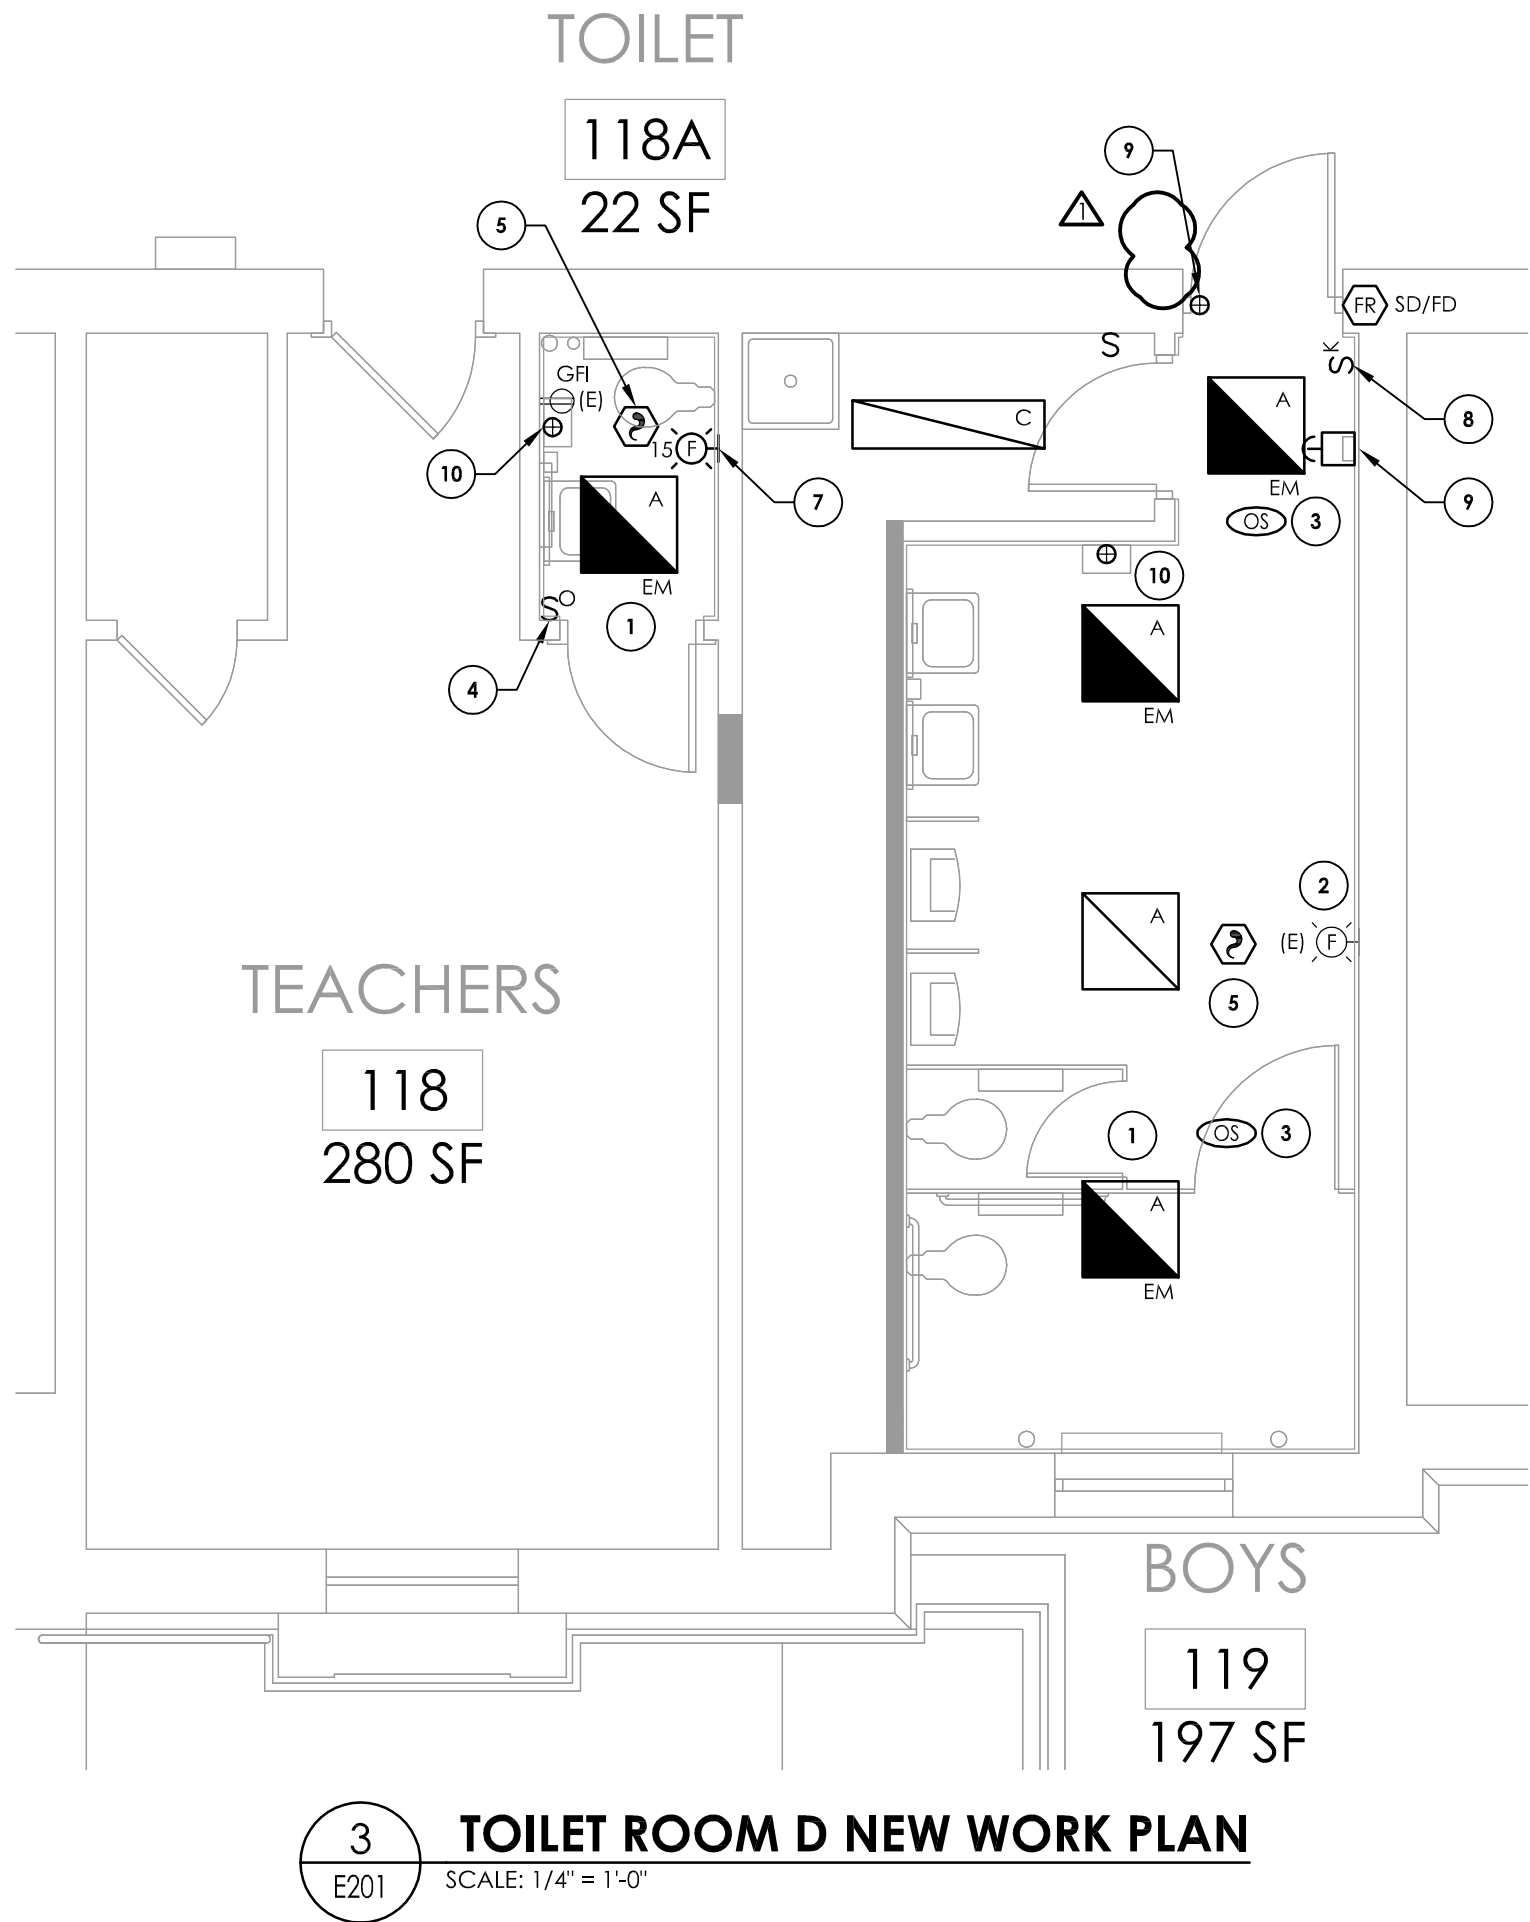 TOILET
118A
22 SF
9
1
5
FR SD/FD
S
SK
GFI
(E)
A
C
8
10
15 F
7
EM
9
A
OS 3
EM
10
SO
1
A
4
EM
2
A
(E) F
5
TEACHERS
118
280 SF
1
OS 3
A
EM
BOYS
119
197 SF
3
E201
TOILET ROOM D NEW WORK PLAN
SCALE: 1/4" = 1'-0"